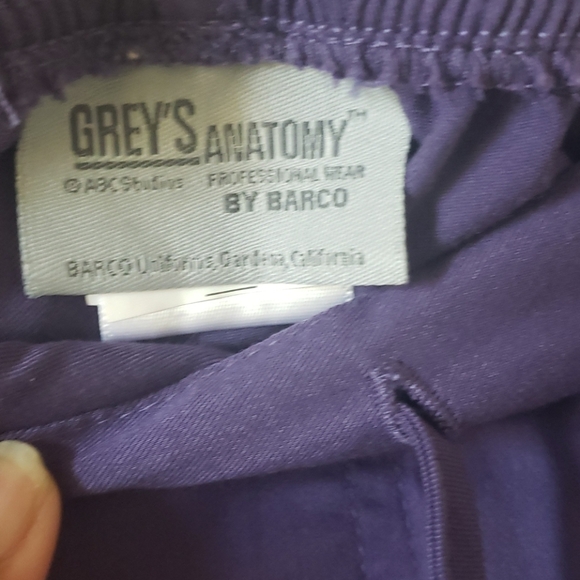 GREY'S ANATOMY™
© ABC Studios PROFESSIONAL WEAR
BY BARCO
BARCO Uniforms, Gardena, California